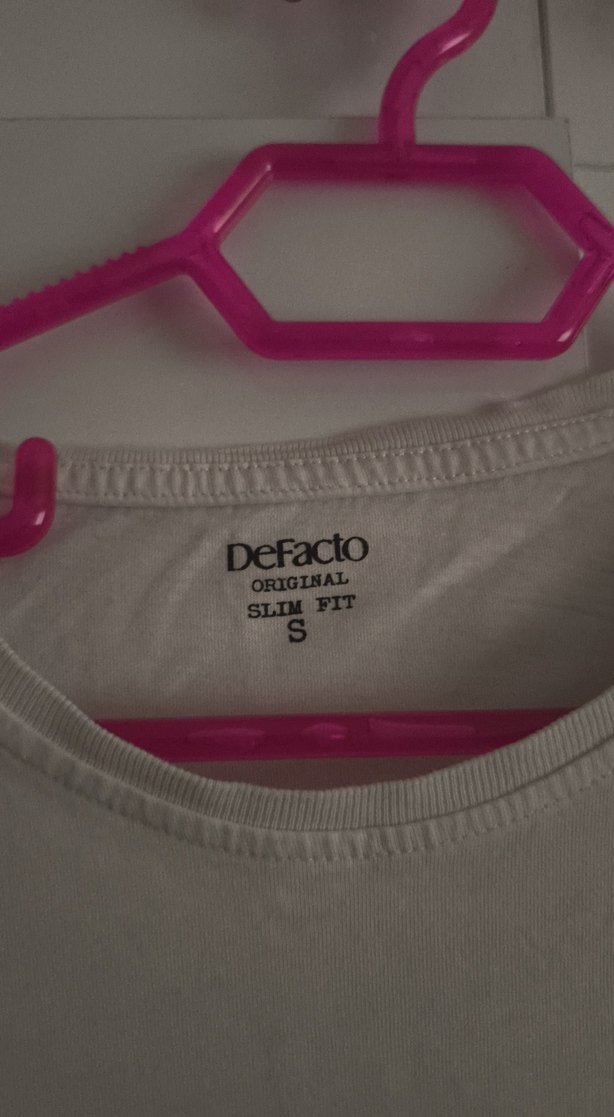 DeFacto
ORIGINAL
SLIM FIT
S